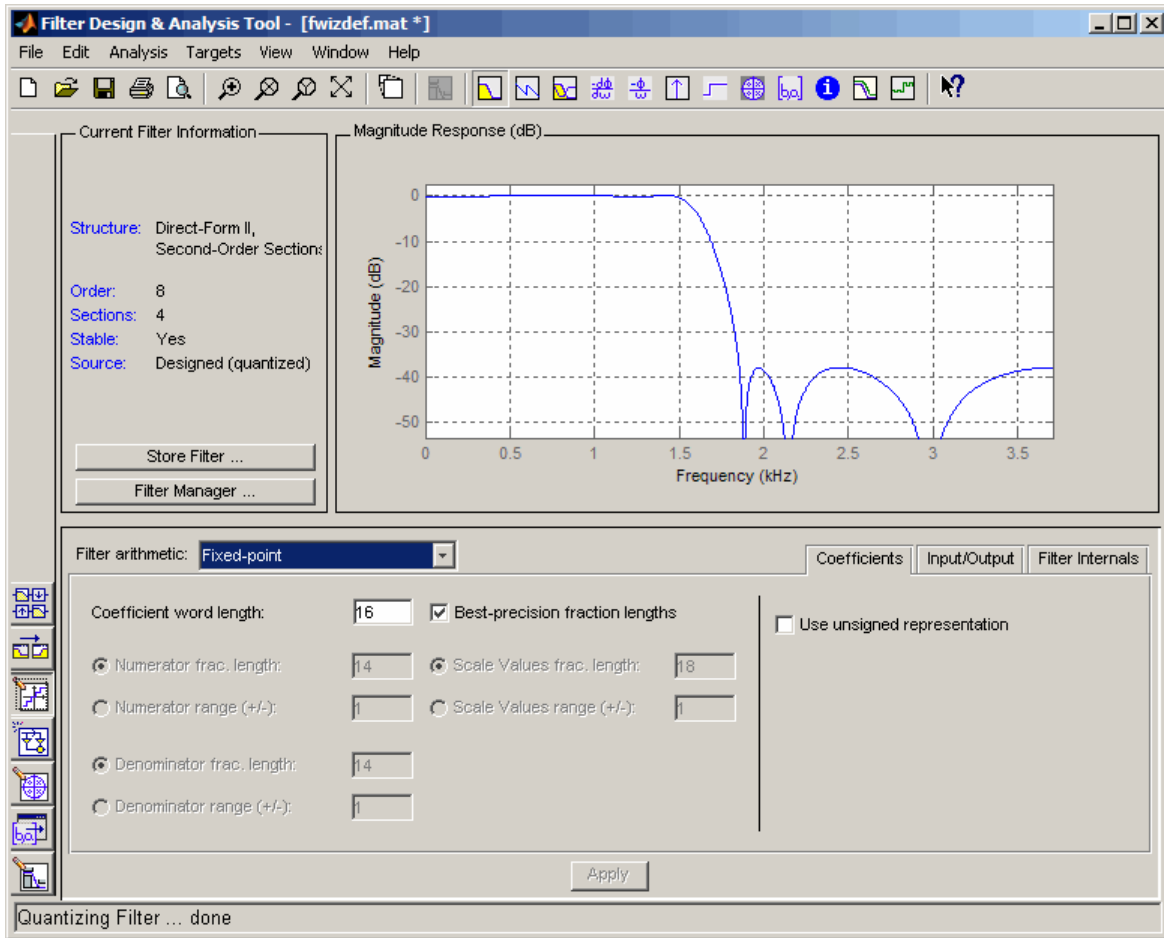 Filter Design & Analysis Tool - [fwizdef.mat *]
File Edit Analysis Targets View Window Help
Current Filter Information
Structure: Direct-Form II,
Second-Order Sections
Order: 8
Sections: 4
Stable: Yes
Source: Designed (quantized)
Store Filter ...
Filter Manager ...
Magnitude Response (dB)
Magnitude (dB)
0
-10
-20
-30
-40
-50
0 0.5 1 1.5 2 2.5 3 3.5
Frequency (kHz)
Filter arithmetic: Fixed-point
Coefficients Input/Output Filter Internals
Coefficient word length: 16 Best-precision fraction lengths
Use unsigned representation
Numerator frac. length: 14 Scale Values frac. length: 18
Numerator range (+/-): 1 Scale Values range (+/-): 1
Denominator frac. length: 14
Denominator range (+/-): 1
Apply
Quantizing Filter ... done